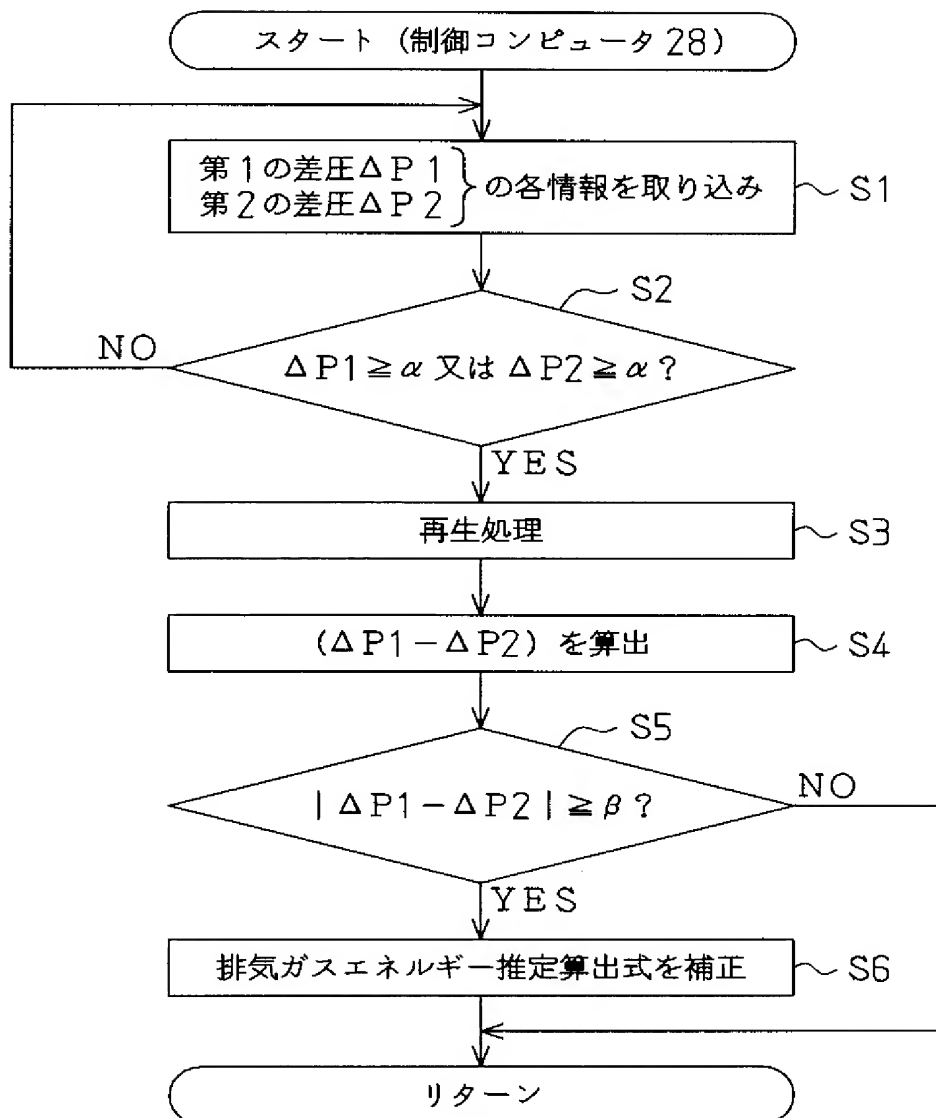 スタート (制御コンピュータ28)
第1の差圧ΔP1
第2の差圧ΔP2
の各情報を取り込み
S1
S2
NO
ΔP1≧α 又は ΔP2≧α?
YES
再生処理
S3
(ΔP1-ΔP2) を算出
S4
S5
NO
|ΔP1-ΔP2|≧β?
YES
排気ガスエネルギー推定算出式を補正
S6
リターン